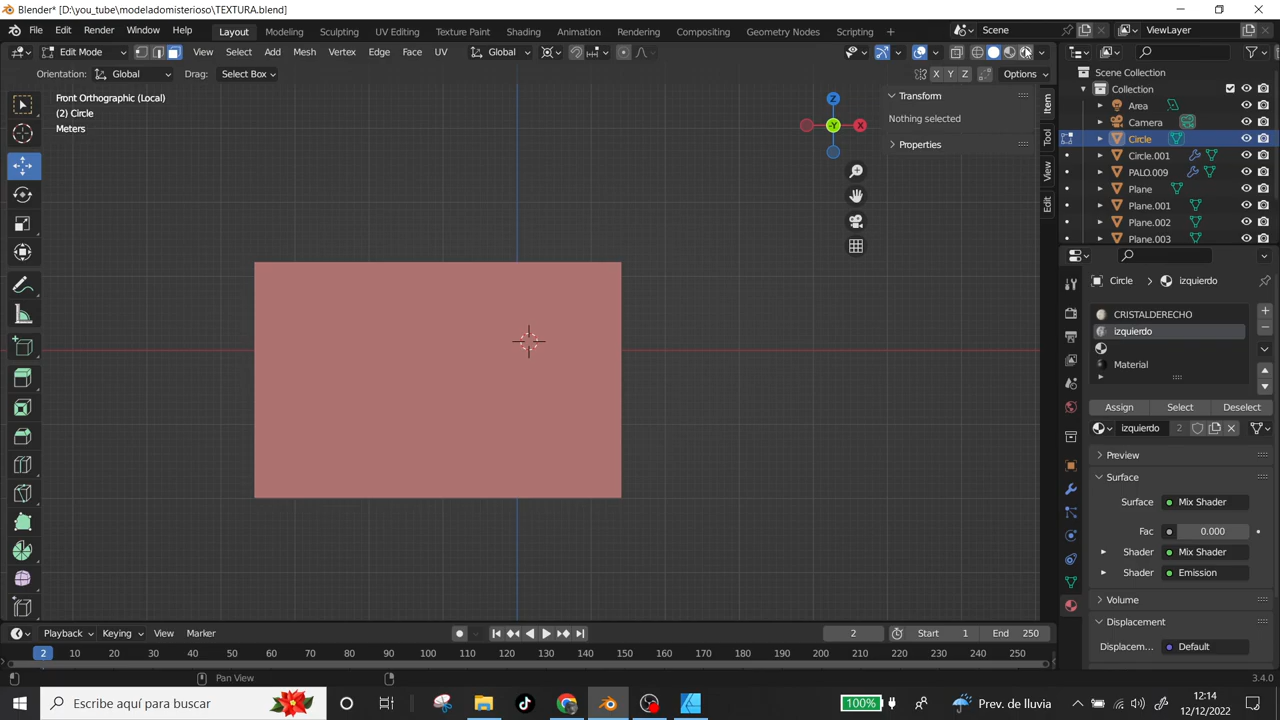 Blender* [D:\you_tube\modeladomisterioso\TEXTURA.blend]
File Edit Render Window Help Layout Modeling Sculpting UV Editing Texture Paint Shading Animation Rendering Compositing Geometry Nodes Scripting Scene ViewLayer
Edit Mode View Select Add Mesh Vertex Edge Face UV Global
Orientation: Global Drag: Select Box X Y Z Options
Front Orthographic (Local)
(2) Circle
Meters
Z
X
-Y
Transform
Nothing selected
Properties
Item
Tool
View
Edit
Scene Collection
Collection
Area
Camera
Circle
Circle.001
PALO.009
Plane
Plane.001
Plane.002
Plane.003
Circle izquierdo
CRISTALDERECHO
izquierdo
Material
Assign Select Deselect
izquierdo 2
Preview
Surface
Surface Mix Shader
Fac 0.000
Shader Mix Shader
Shader Emission
Volume
Displacement
Displacem... Default
Playback Keying View Marker 2 Start 1 End 250
2 10 20 30 40 50 60 70 80 90 100 110 120 130 140 150 160 170 180 190 200 210 220 230 240 250
Pan View 3.4.0
Escribe aquí para buscar 100% Prev. de lluvia 12:14
12/12/2022